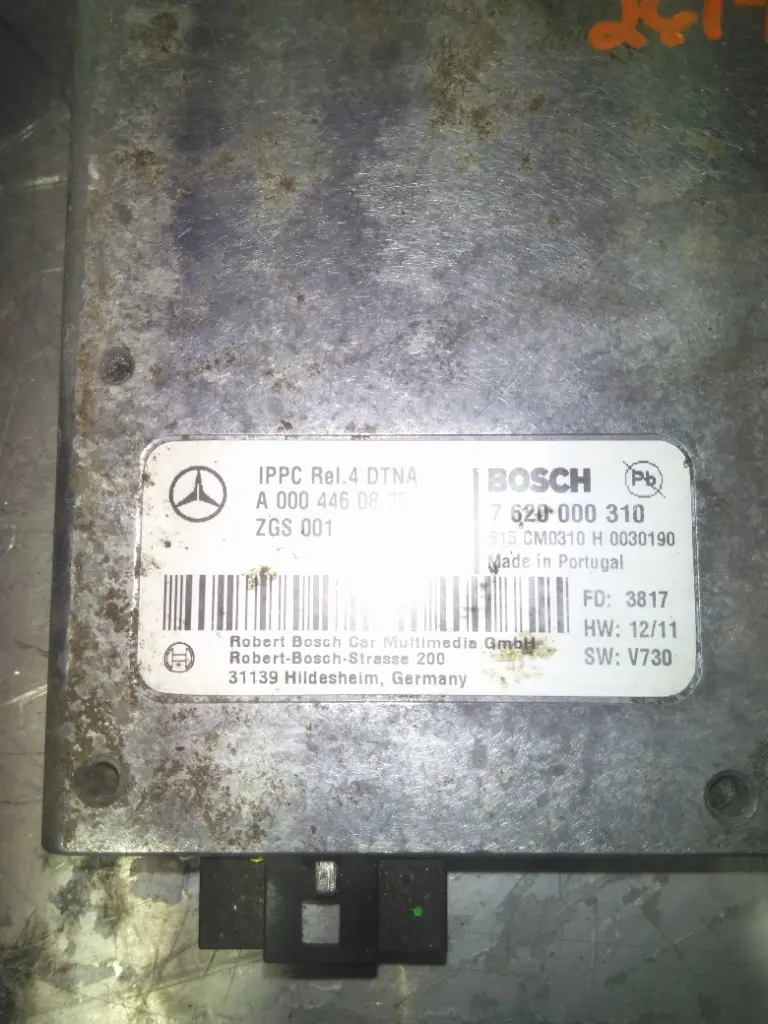 IPPC Rel.4 DTNA
A 000 446 08
ZGS 001
BOSCH
Pb
7 620 000 310
815 CM0310 H 0030190
Made in Portugal
FD: 3817
HW: 12/11
SW: V730
Robert Bosch Car Multimedia GmbH
Robert-Bosch-Strasse 200
31139 Hildesheim, Germany